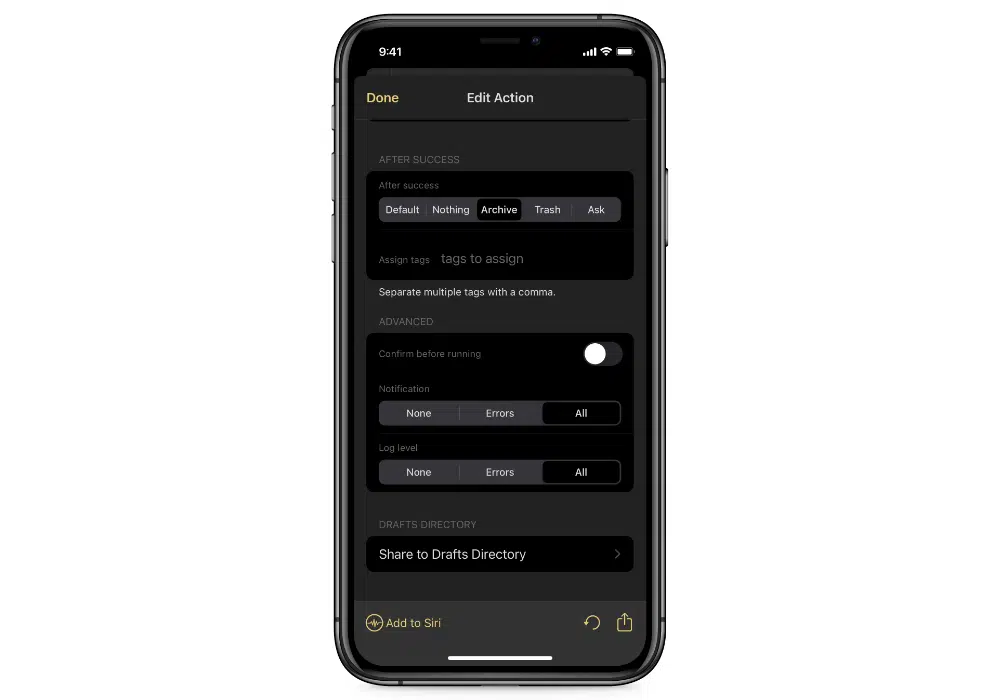 9:41
Done Edit Action
AFTER SUCCESS
After success
Default Nothing Archive Trash Ask
Assign tags tags to assign
Separate multiple tags with a comma.
ADVANCED
Confirm before running
Notification
None Errors All
Log level
None Errors All
DRAFTS DIRECTORY
Share to Drafts Directory
Add to Siri